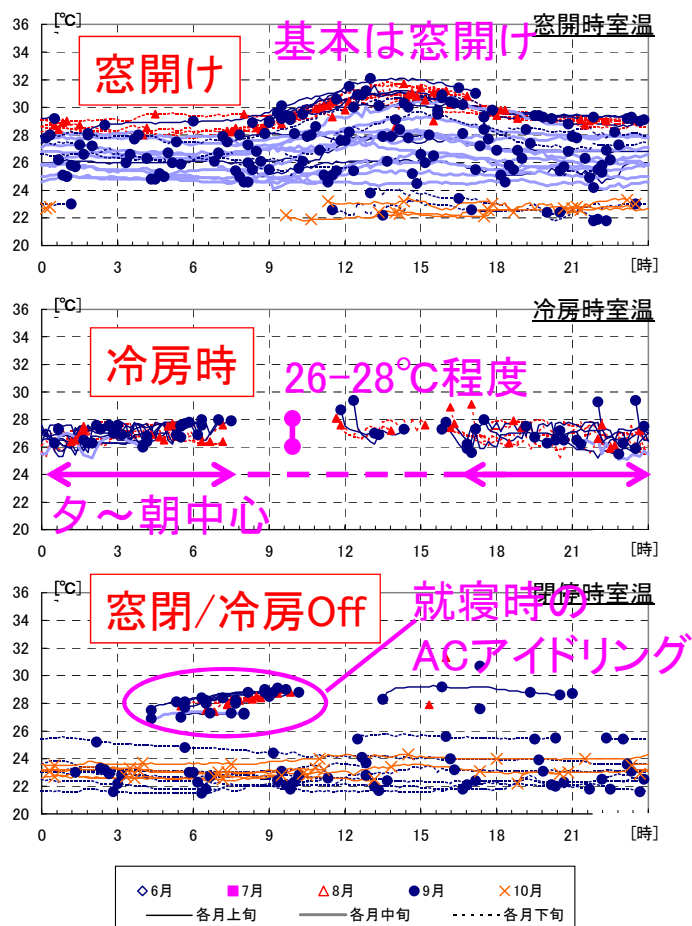 [℃]
窓開時室温
基本は窓開け
窓開け
36
34
32
30
28
26
24
22
20
0 3 6 9 12 15 18 21 [時]
[℃]
冷房時室温
冷房時
26-28℃程度
夕～朝中心
36
34
32
30
28
26
24
22
20
0 3 6 9 12 15 18 21 [時]
[℃]
閉停時室温
窓閉/冷房Off
就寝時の
ACアイドリング
36
34
32
30
28
26
24
22
20
0 3 6 9 12 15 18 21 [時]
6月 7月 8月 9月 10月
各月上旬 各月中旬 各月下旬